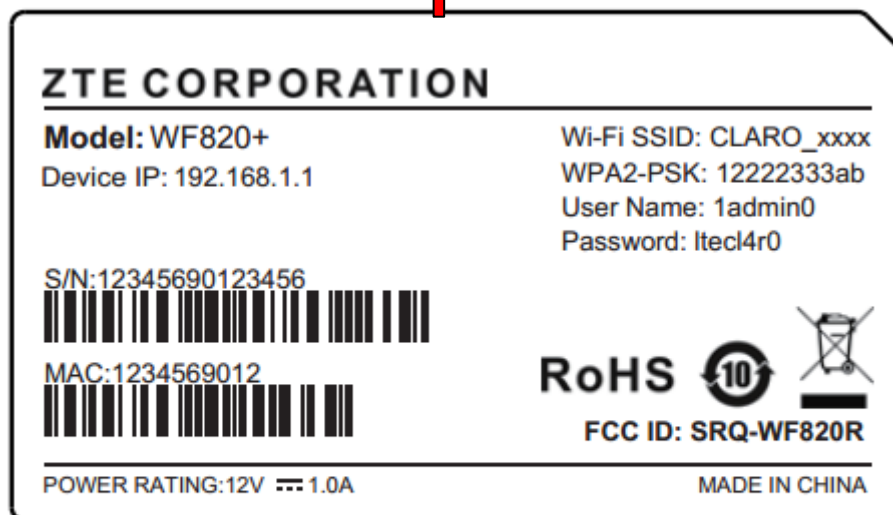 ZTE CORPORATION
Model: WF820+
Device IP: 192.168.1.1
Wi-Fi SSID: CLARO_xxxx
WPA2-PSK: 12222333ab
User Name: 1admin0
Password: ltecl4r0
S/N:12345690123456
MAC:1234569012
RoHS
10
FCC ID: SRQ-WF820R
POWER RATING:12V ⎓ 1.0A
MADE IN CHINA